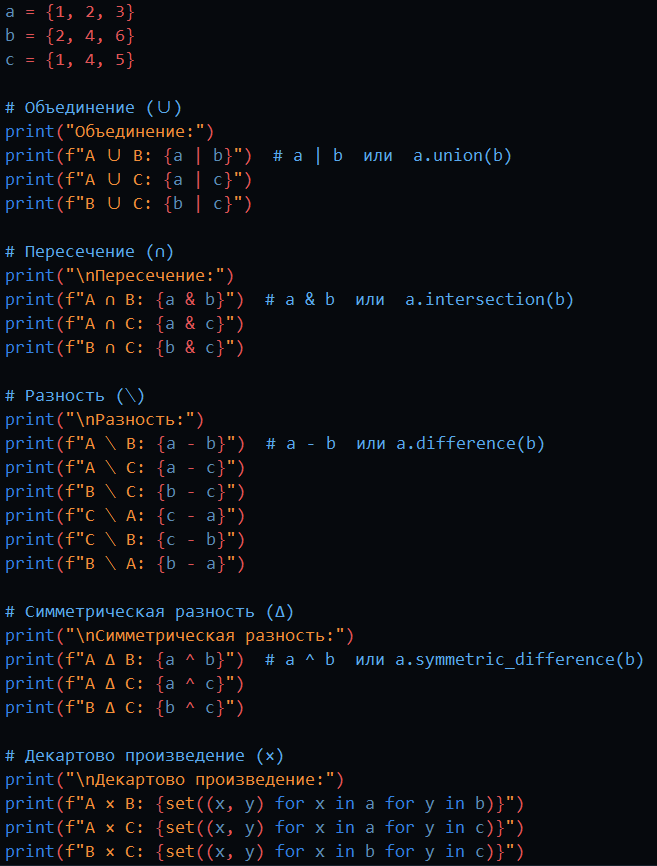 a = {1, 2, 3}
b = {2, 4, 6}
c = {1, 4, 5}
# Объединение (∪)
print("Объединение:")
print(f"A ∪ B: {a | b}")  # a | b  или  a.union(b)
print(f"A ∪ C: {a | c}")
print(f"B ∪ C: {b | c}")
# Пересечение (∩)
print("\nПересечение:")
print(f"A ∩ B: {a & b}")  # a & b  или  a.intersection(b)
print(f"A ∩ C: {a & c}")
print(f"B ∩ C: {b & c}")
# Разность (∖)
print("\nРазность:")
print(f"A ∖ B: {a - b}")  # a - b  или a.difference(b)
print(f"A ∖ C: {a - c}")
print(f"B ∖ C: {b - c}")
print(f"C ∖ A: {c - a}")
print(f"C ∖ B: {c - b}")
print(f"B ∖ A: {b - a}")
# Симметрическая разность (∆)
print("\nСимметрическая разность:")
print(f"A ∆ B: {a ^ b}")  # a ^ b  или a.symmetric_difference(b)
print(f"A ∆ C: {a ^ c}")
print(f"B ∆ C: {b ^ c}")
# Декартово произведение (×)
print("\nДекартово произведение:")
print(f"A × B: {set((x, y) for x in a for y in b)}")
print(f"A × C: {set((x, y) for x in a for y in c)}")
print(f"B × C: {set((x, y) for x in b for y in c)}")